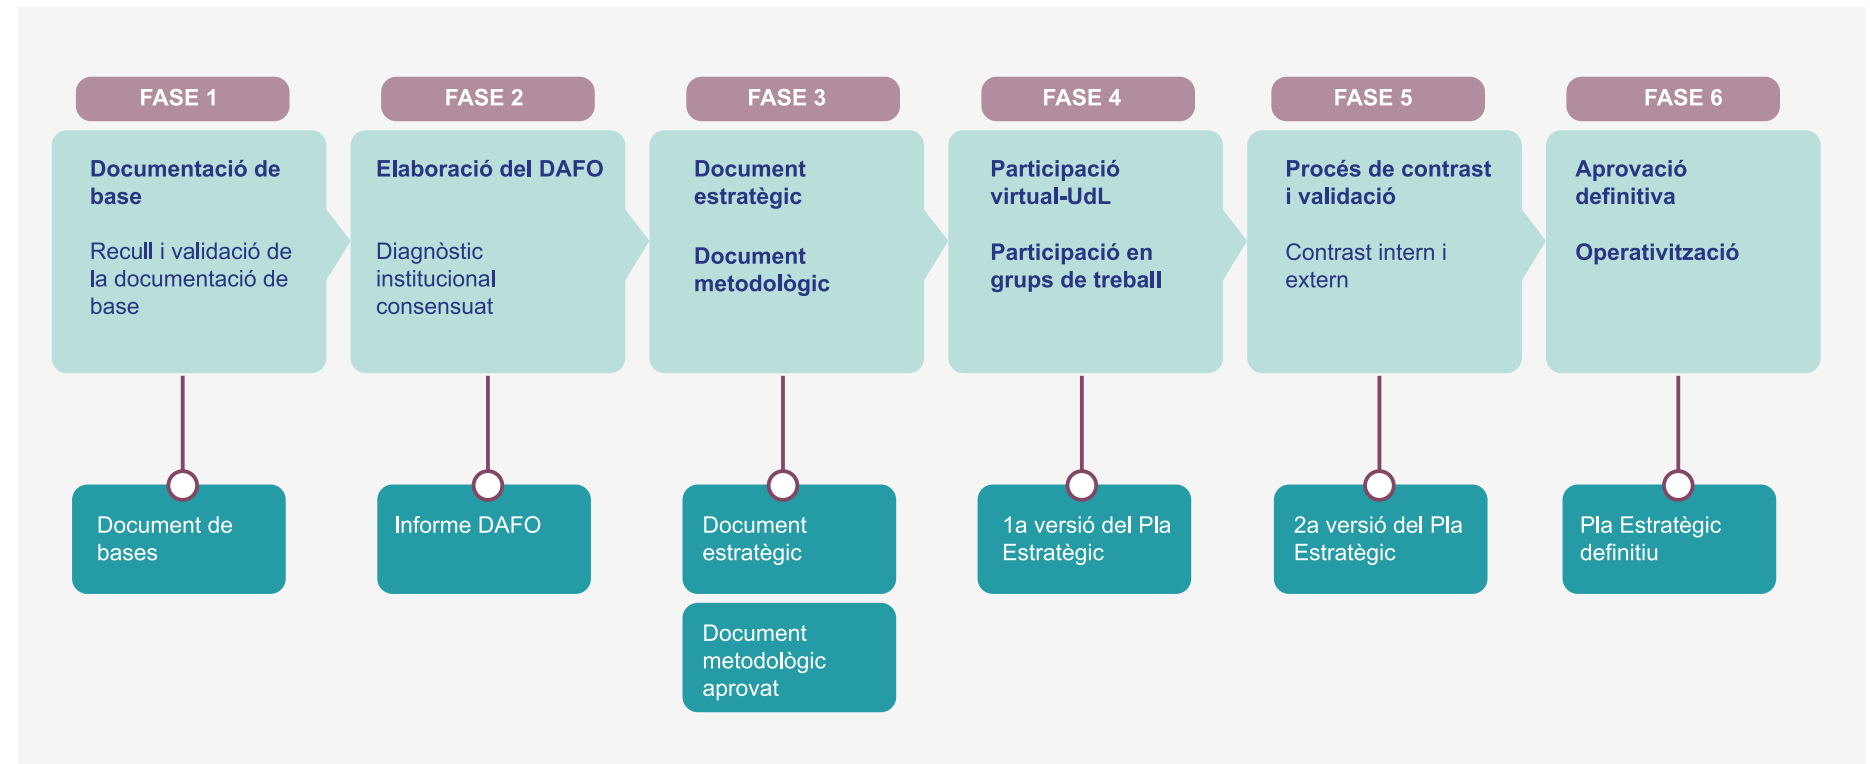 FASE 1
Documentació de
base
Recull i validació de
la documentació de
base
Document de
bases
FASE 2
Elaboració del DAFO
Diagnòstic
institucional
consensuat
Informe DAFO
FASE 3
Document
estratègic
Document
metodològic
Document
estratègic
Document
metodològic
aprovat
FASE 4
Participació
virtual-UdL
Participació en
grups de treball
1a versió del Pla
Estratègic
FASE 5
Procés de contrast
i validació
Contrast intern i
extern
2a versió del Pla
Estratègic
FASE 6
Aprovació
definitiva
Operativització
Pla Estratègic
definitiu